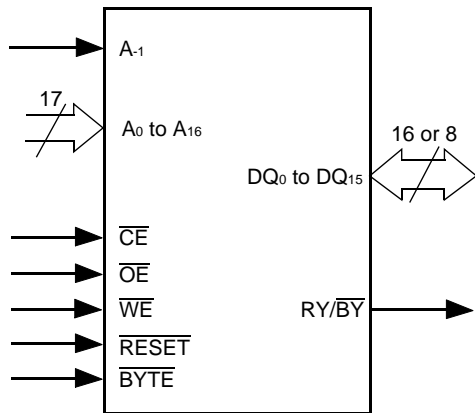 A-1
17
A0 to A16
16 or 8
DQ0 to DQ15
CE
OE
WE
RY/BY
RESET
BYTE